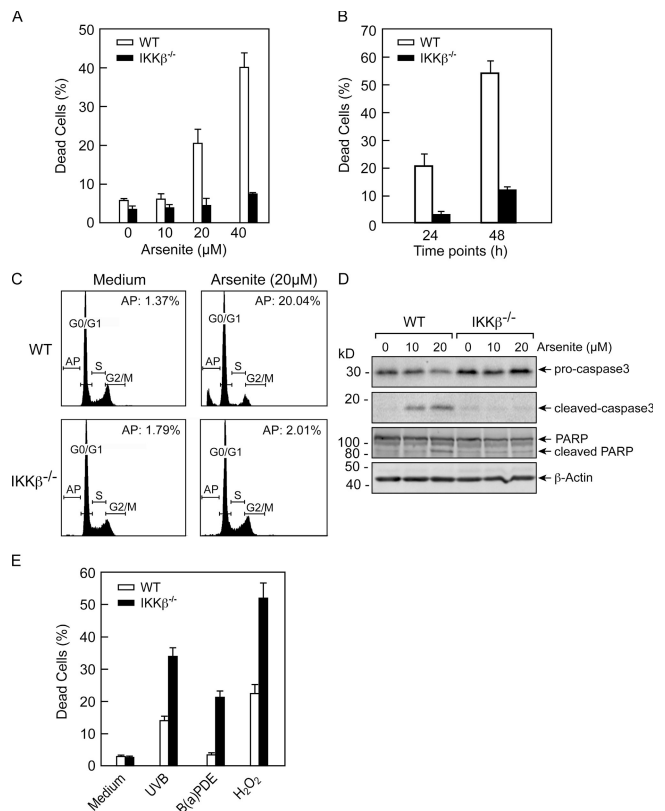 A
WT
IKKβ-/-
Dead Cells (%)
50
40
30
20
10
0
0 10 20 40
Arsenite (μM)
B
WT
IKKβ-/-
Dead Cells (%)
70
60
50
40
30
20
10
0
24 48
Time points (h)
C
Medium
Arsenite (20μM)
WT
AP: 1.37%
G0/G1
AP
S
G2/M
AP: 20.04%
G0/G1
AP
S
G2/M
IKKβ-/-
AP: 1.79%
G0/G1
AP
S
G2/M
AP: 2.01%
G0/G1
AP
S
G2/M
D
WT IKKβ-/-
kD 0 10 20 0 10 20 Arsenite (μM)
30 - pro-caspase3
20 - cleaved-caspase3
100 - PARP
80 - cleaved PARP
50 -
40 - β-Actin
E
WT
IKKβ-/-
Dead Cells (%)
60
50
40
30
20
10
0
Medium UVB B(a)PDE H2O2